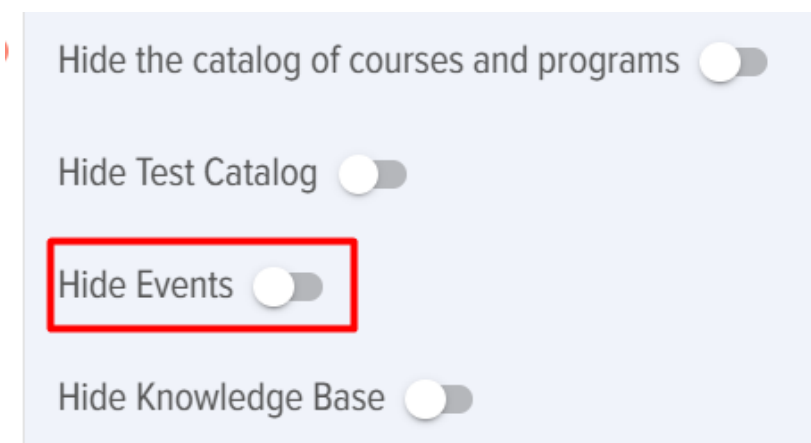 Hide the catalog of courses and programs
Hide Test Catalog
Hide Events
Hide Knowledge Base